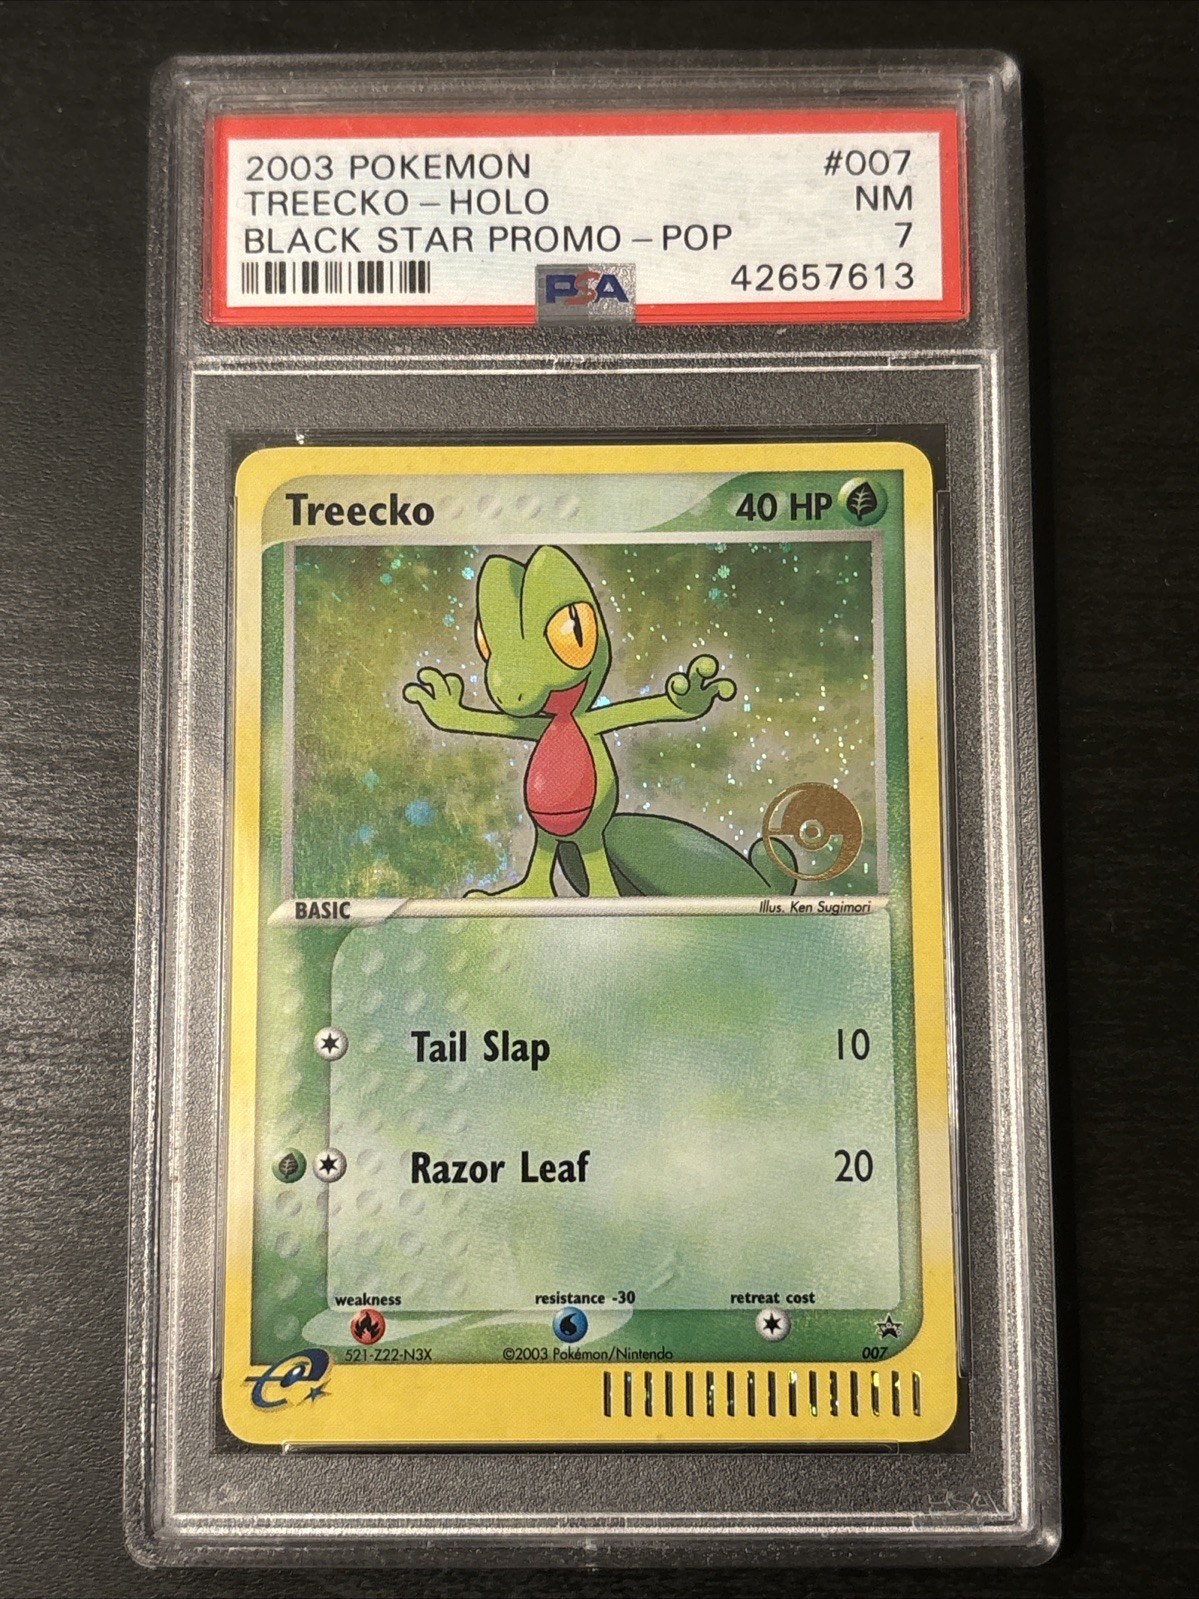 2003 POKEMON #007
TREECKO – HOLO NM
BLACK STAR PROMO – POP 7
PSA 42657613
Treecko 40 HP
BASIC Illus. Ken Sugimori
Tail Slap 10
Razor Leaf 20
weakness resistance -30 retreat cost
521-Z22-N3X ©2003 Pokémon/Nintendo 007
e